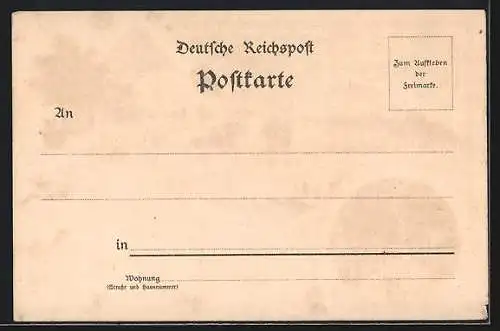 Deutsche Reichspost
Postkarte
Zum Aufkleben
der
Freimarke.
An
in
Wohnung
(Straße und Hausnummer)